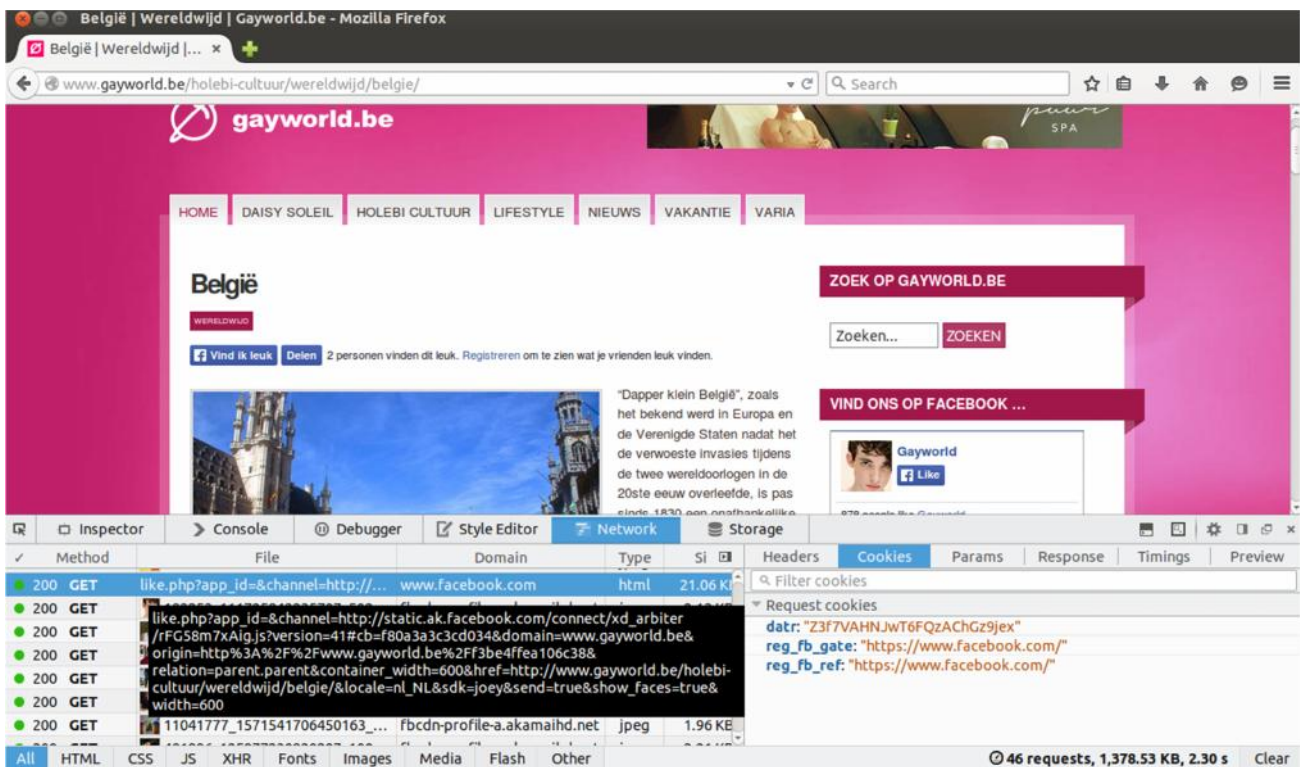 België | Wereldwijd | Gayworld.be - Mozilla Firefox
België | Wereldwijd |...
www.gayworld.be/holebi-cultuur/wereldwijd/belgie/
Search
gayworld.be
puur
SPA
HOME DAISY SOLEIL HOLEBI CULTUUR LIFESTYLE NIEUWS VAKANTIE VARIA
België
WERELDWIJD
Vind ik leuk Delen 2 personen vinden dit leuk. Registreren om te zien wat je vrienden leuk vinden.
"Dapper klein België", zoals
het bekend werd in Europa en
de Verenigde Staten nadat het
de verwoeste invasies tijdens
de twee wereldoorlogen in de
20ste eeuw overleefde, is pas
sinds 1830 een onafhankelijke
ZOEK OP GAYWORLD.BE
Zoeken... ZOEKEN
VIND ONS OP FACEBOOK ...
Gayworld
Like
878 people like Gayworld
Inspector Console Debugger Style Editor Network Storage
Method File Domain Type Si
200 GET like.php?app_id=&channel=http://... www.facebook.com html 21.06 K
200 GET
200 GET
200 GET
200 GET
200 GET
200 GET 11041777_1571541706450163_... fbcdn-profile-a.akamaihd.net jpeg 1.96 KB
like.php?app_id=&channel=http://static.ak.facebook.com/connect/xd_arbiter
/rFG58m7xAig.js?version=41#cb=f80a3a3c3cd034&domain=www.gayworld.be&
origin=http%3A%2F%2Fwww.gayworld.be%2Ff3be4ffea106c38&
relation=parent.parent&container_width=600&href=http://www.gayworld.be/holebi-
cultuur/wereldwijd/belgie/&locale=nl_NL&sdk=joey&send=true&show_faces=true&
width=600
Headers Cookies Params Response Timings Preview
Filter cookies
Request cookies
datr: "Z3f7VAHNJwT6FQzAChGz9jex"
reg_fb_gate: "https://www.facebook.com/"
reg_fb_ref: "https://www.facebook.com/"
All HTML CSS JS XHR Fonts Images Media Flash Other
46 requests, 1,378.53 KB, 2.30 s Clear